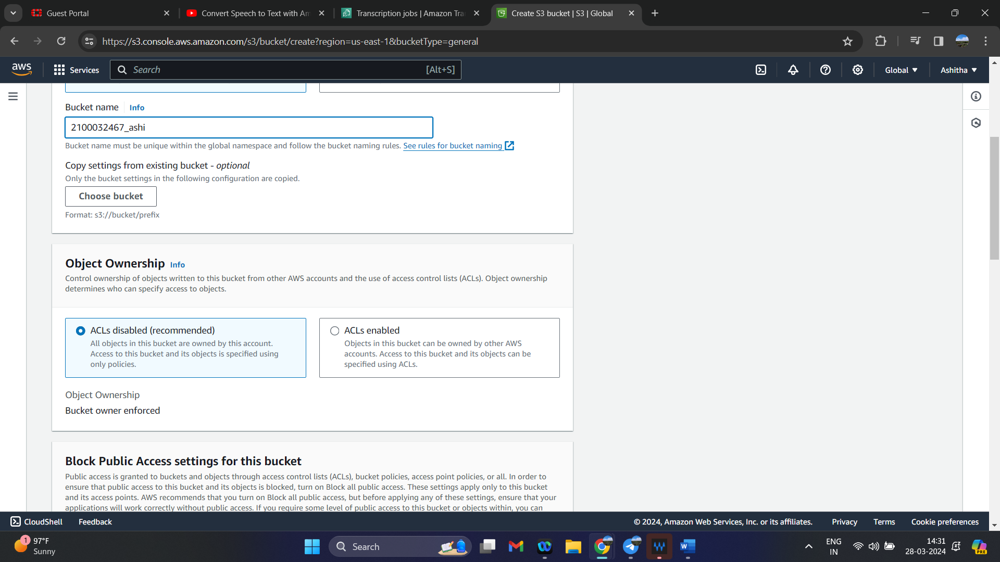 Guest Portal
Convert Speech to Text with Am
Transcription jobs | Amazon Tra
Create S3 bucket | S3 | Global
https://s3.console.aws.amazon.com/s3/bucket/create?region=us-east-1&bucketType=general
aws
Services
Search
[Alt+S]
Global
Ashitha
Bucket name
Info
2100032467_ashi
Bucket name must be unique within the global namespace and follow the bucket naming rules. See rules for bucket naming
Copy settings from existing bucket - optional
Only the bucket settings in the following configuration are copied.
Choose bucket
Format: s3://bucket/prefix
Object Ownership Info
Control ownership of objects written to this bucket from other AWS accounts and the use of access control lists (ACLs). Object ownership
determines who can specify access to objects.
ACLs disabled (recommended)
All objects in this bucket are owned by this account.
Access to this bucket and its objects is specified using
only policies.
ACLs enabled
Objects in this bucket can be owned by other AWS
accounts. Access to this bucket and its objects can be
specified using ACLs.
Object Ownership
Bucket owner enforced
Block Public Access settings for this bucket
Public access is granted to buckets and objects through access control lists (ACLs), bucket policies, access point policies, or all. In order to
ensure that public access to this bucket and its objects is blocked, turn on Block all public access. These settings apply only to this bucket
and its access points. AWS recommends that you turn on Block all public access, but before applying any of these settings, ensure that your
applications will work correctly without public access. If you require some level of public access to this bucket or objects within, you can
CloudShell
Feedback
© 2024, Amazon Web Services, Inc. or its affiliates.
Privacy
Terms
Cookie preferences
1
97°F
Sunny
Search
W
ENG
IN
14:31
28-03-2024
PRE